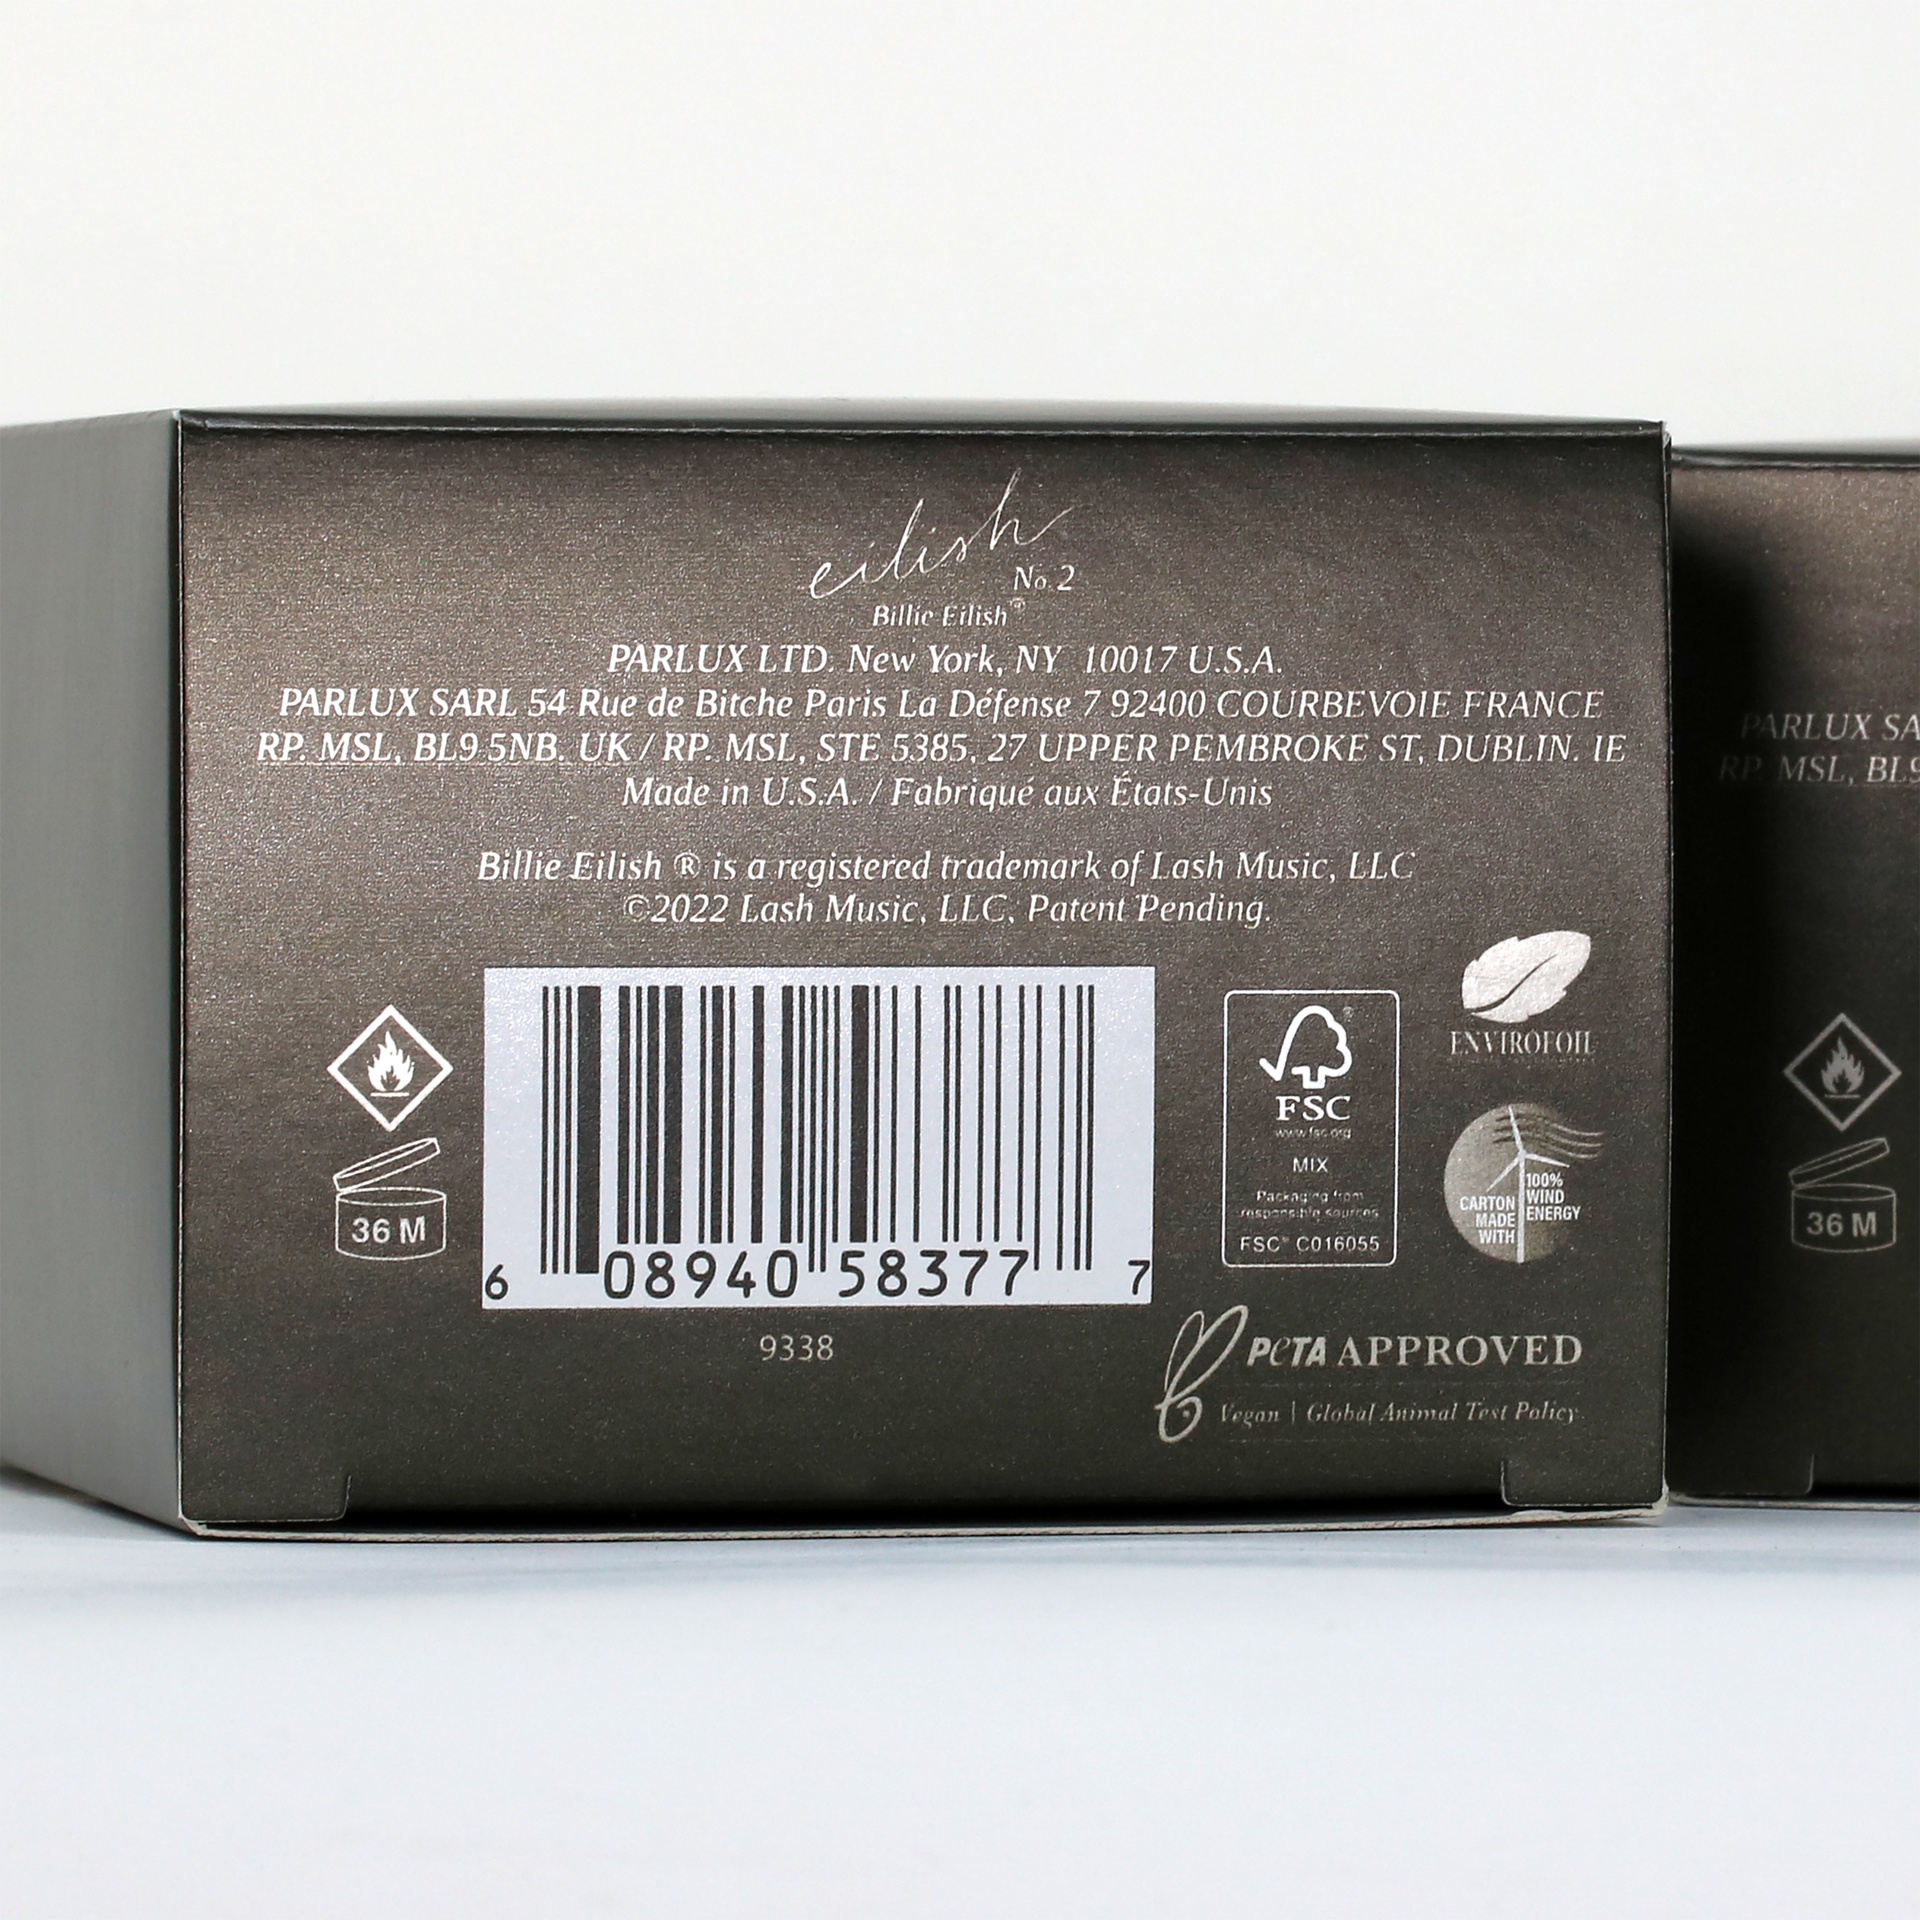 eilish
No. 2
Billie Eilish®
PARLUX LTD. New York, NY 10017 U.S.A.
PARLUX SARL 54 Rue de Bitche Paris La Défense 7 92400 COURBEVOIE FRANCE
RP. MSL, BL9 5NB. UK / RP. MSL, STE 5385, 27 UPPER PEMBROKE ST, DUBLIN. IE
Made in U.S.A. / Fabriqué aux États-Unis
Billie Eilish ® is a registered trademark of Lash Music, LLC
©2022 Lash Music, LLC, Patent Pending.
36 M
6 08940 58377 7
9338
FSC
www.fsc.org
MIX
Packaging from
responsible sources
FSC® C016055
ENVIROFOIL
CARTON
MADE
WITH
100%
WIND
ENERGY
PETA APPROVED
Vegan | Global Animal Test Policy
PARLUX SA
RP. MSL, BL9
36 M